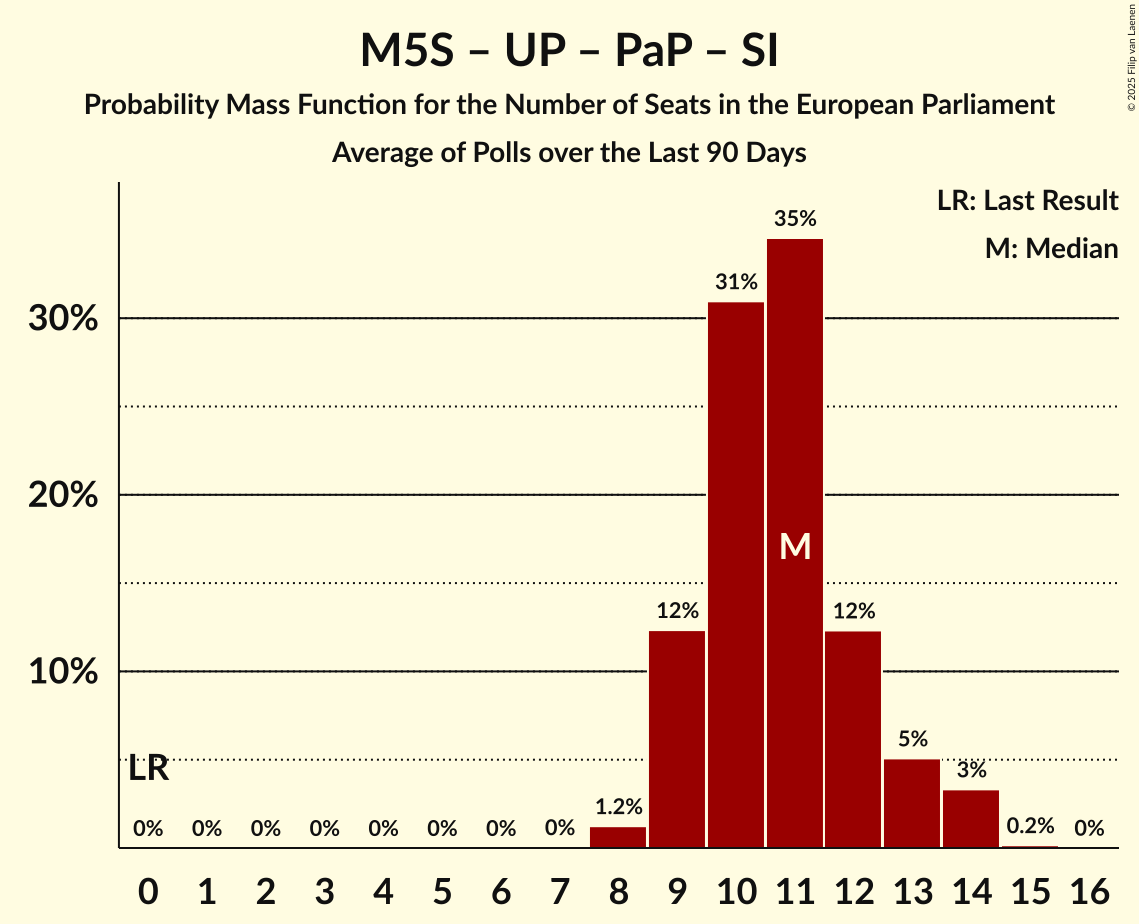 M5S – UP – PaP – SI
Probability Mass Function for the Number of Seats in the European Parliament
Average of Polls over the Last 90 Days
© 2025 Filip van Laenen
LR: Last Result
M: Median
30%
20%
10%
35%
31%
M
12%
12%
5%
3%
LR
1.2%
0% 0% 0% 0% 0% 0% 0% 0% 0.2% 0%
0 1 2 3 4 5 6 7 8 9 10 11 12 13 14 15 16